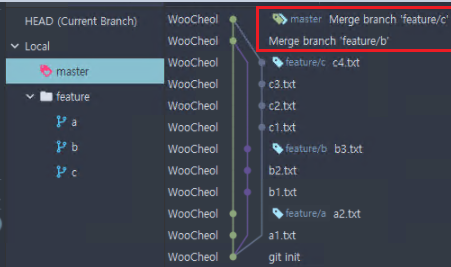 HEAD (Current Branch)
Local
master
feature
a
b
c
WooCheol master Merge branch 'feature/c'
WooCheol Merge branch 'feature/b'
WooCheol feature/c c4.txt
WooCheol c3.txt
WooCheol c2.txt
WooCheol c1.txt
WooCheol feature/b b3.txt
WooCheol b2.txt
WooCheol b1.txt
WooCheol feature/a a2.txt
WooCheol a1.txt
WooCheol git init